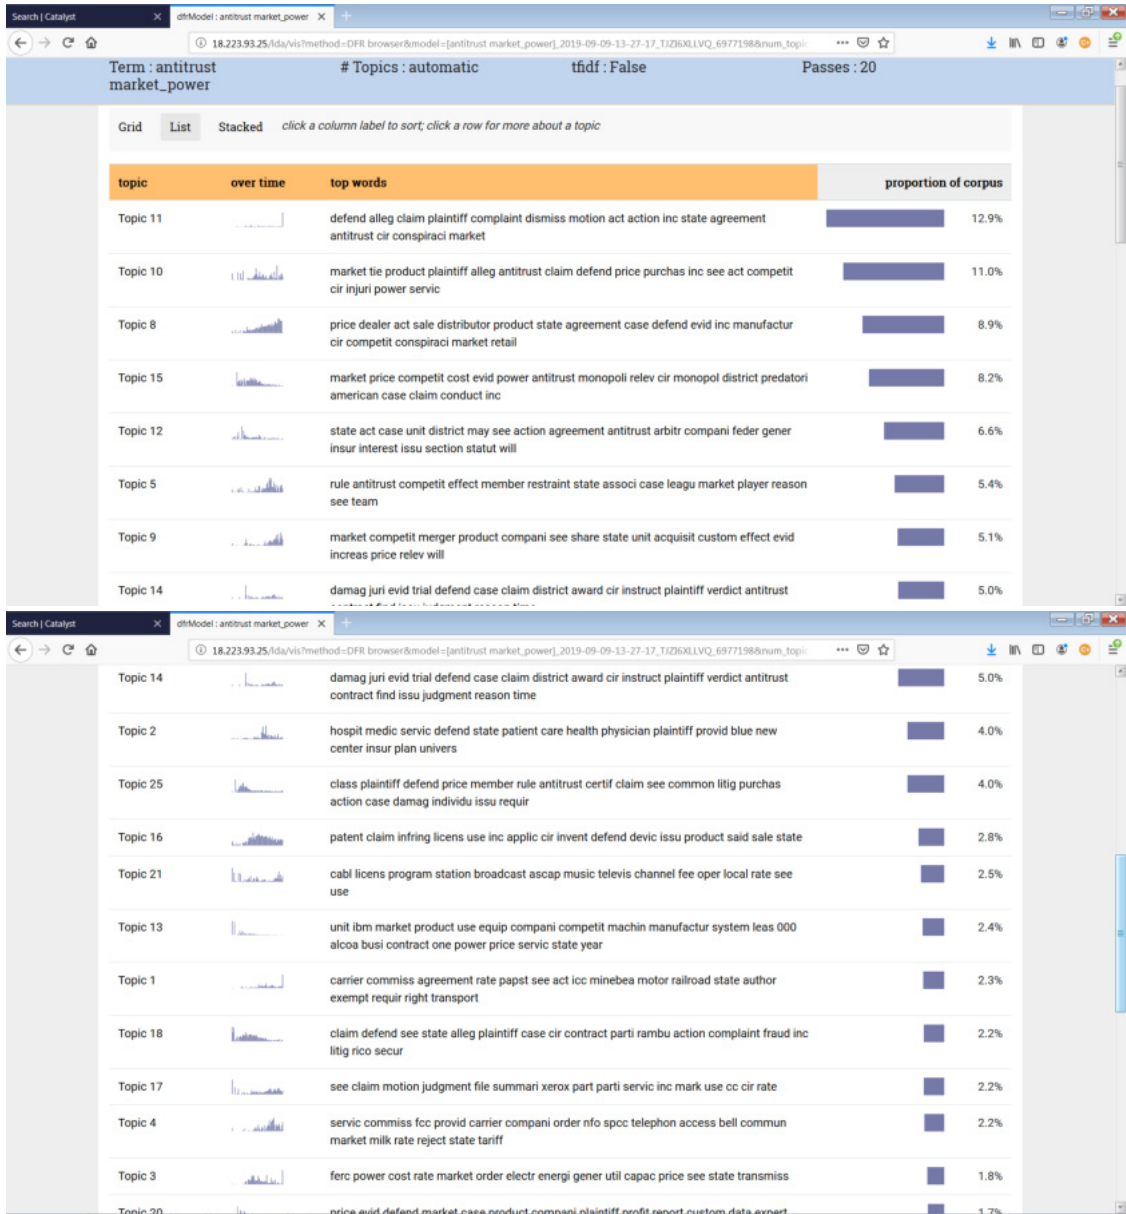 Search | Catalyst
dfrModel : antitrust market_power
18.223.93.25/lda/vis?method=DFR browser&model=[antitrust market_power]_2019-09-09-13-27-17_TJZI6XLLVQ_6977198&num_topic
Term : antitrust market_power # Topics : automatic tfidf : False Passes : 20
Grid List Stacked click a column label to sort; click a row for more about a topic
topic over time top words proportion of corpus
Topic 11 defend alleg claim plaintiff complaint dismiss motion act action inc state agreement 12.9%
antitrust cir conspiraci market
Topic 10 market tie product plaintiff alleg antitrust claim defend price purchas inc see act competit 11.0%
cir injuri power servic
Topic 8 price dealer act sale distributor product state agreement case defend evid inc manufactur 8.9%
cir competit conspiraci market retail
Topic 15 market price competit cost evid power antitrust monopoli relev cir monopol district predatori 8.2%
american case claim conduct inc
Topic 12 state act case unit district may see action agreement antitrust arbitr compani feder gener 6.6%
insur interest issu section statut will
Topic 5 rule antitrust competit effect member restraint state associ case leagu market player reason 5.4%
see team
Topic 9 market competit merger product compani see share state unit acquisit custom effect evid 5.1%
increas price relev will
Topic 14 damag juri evid trial defend case claim district award cir instruct plaintiff verdict antitrust 5.0%
contract find issu judgment reason time
Search | Catalyst
dfrModel : antitrust market_power
18.223.93.25/lda/vis?method=DFR browser&model=[antitrust market_power]_2019-09-09-13-27-17_TJZI6XLLVQ_6977198&num_topic
Topic 14 damag juri evid trial defend case claim district award cir instruct plaintiff verdict antitrust 5.0%
contract find issu judgment reason time
Topic 2 hospit medic servic defend state patient care health physician plaintiff provid blue new 4.0%
center insur plan univers
Topic 25 class plaintiff defend price member rule antitrust certif claim see common litig purchas 4.0%
action case damag individu issu requir
Topic 16 patent claim infring licens use inc applic cir invent defend devic issu product said sale state 2.8%
Topic 21 cabl licens program station broadcast ascap music televis channel fee oper local rate see 2.5%
use
Topic 13 unit ibm market product use equip compani competit machin manufactur system leas 000 2.4%
alcoa busi contract one power price servic state year
Topic 1 carrier commiss agreement rate papst see act icc minebea motor railroad state author 2.3%
exempt requir right transport
Topic 18 claim defend see state alleg plaintiff case cir contract parti rambu action complaint fraud inc 2.2%
litig rico secur
Topic 17 see claim motion judgment file summari xerox part parti servic inc mark use cc cir rate 2.2%
Topic 4 servic commiss fcc provid carrier compani order nfo spcc telephon access bell commun 2.2%
market milk rate reject state tariff
Topic 3 ferc power cost rate market order electr energi gener util capac price see state transmiss 1.8%
Topic 20 price evid defend market case product compani plaintiff profit report custom data expert 1.7%